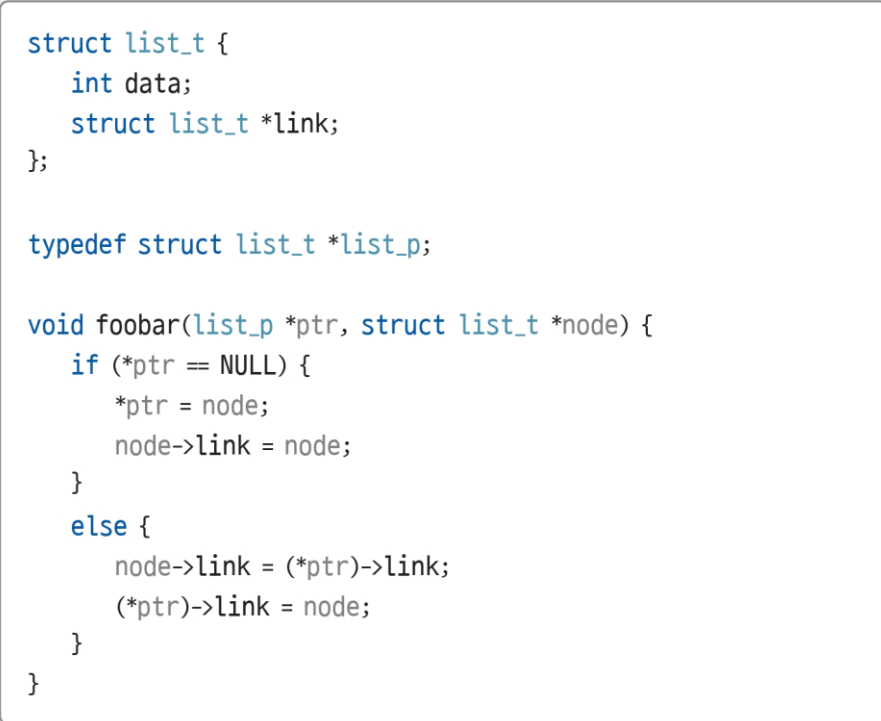 struct list_t {
int data;
struct list_t *link;
};
typedef struct list_t *list_p;
void foobar(list_p *ptr, struct list_t *node) {
if (*ptr == NULL) {
*ptr = node;
node->link = node;
}
else {
node->link = (*ptr)->link;
(*ptr)->link = node;
}
}